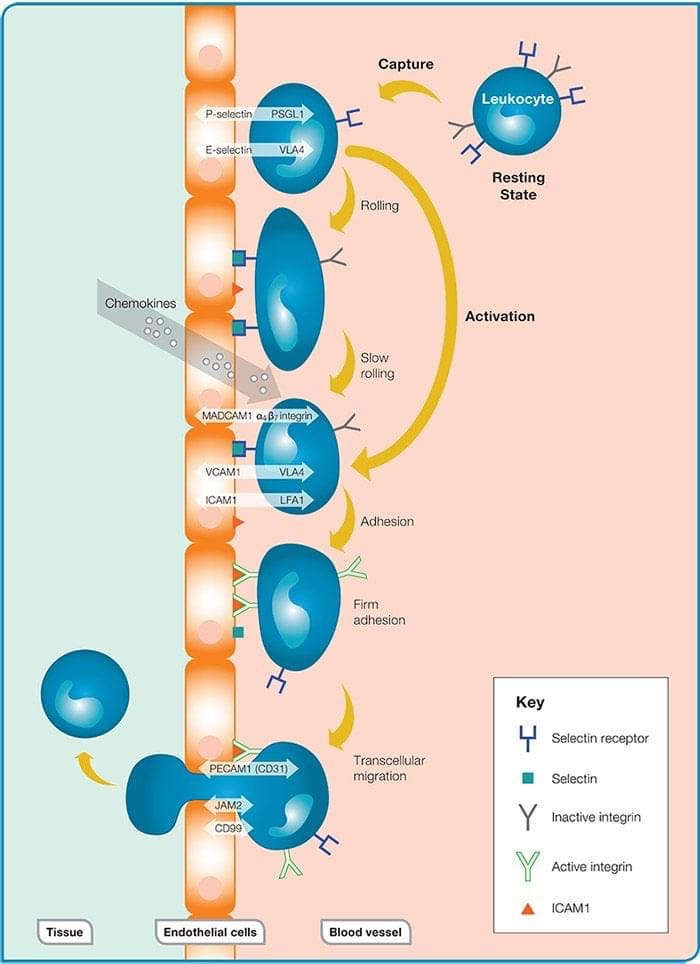 Capture
Leukocyte
Resting
State
P-selectin PSGL1
E-selectin VLA4
Rolling
Chemokines
Activation
Slow
rolling
MADCAM1 α4β7 integrin
VCAM1 VLA4
ICAM1 LFA1
Adhesion
Firm
adhesion
Transcellular
migration
PECAM1 (CD31)
JAM2
CD99
Key
Selectin receptor
Selectin
Inactive integrin
Active integrin
ICAM1
Tissue
Endothelial cells
Blood vessel